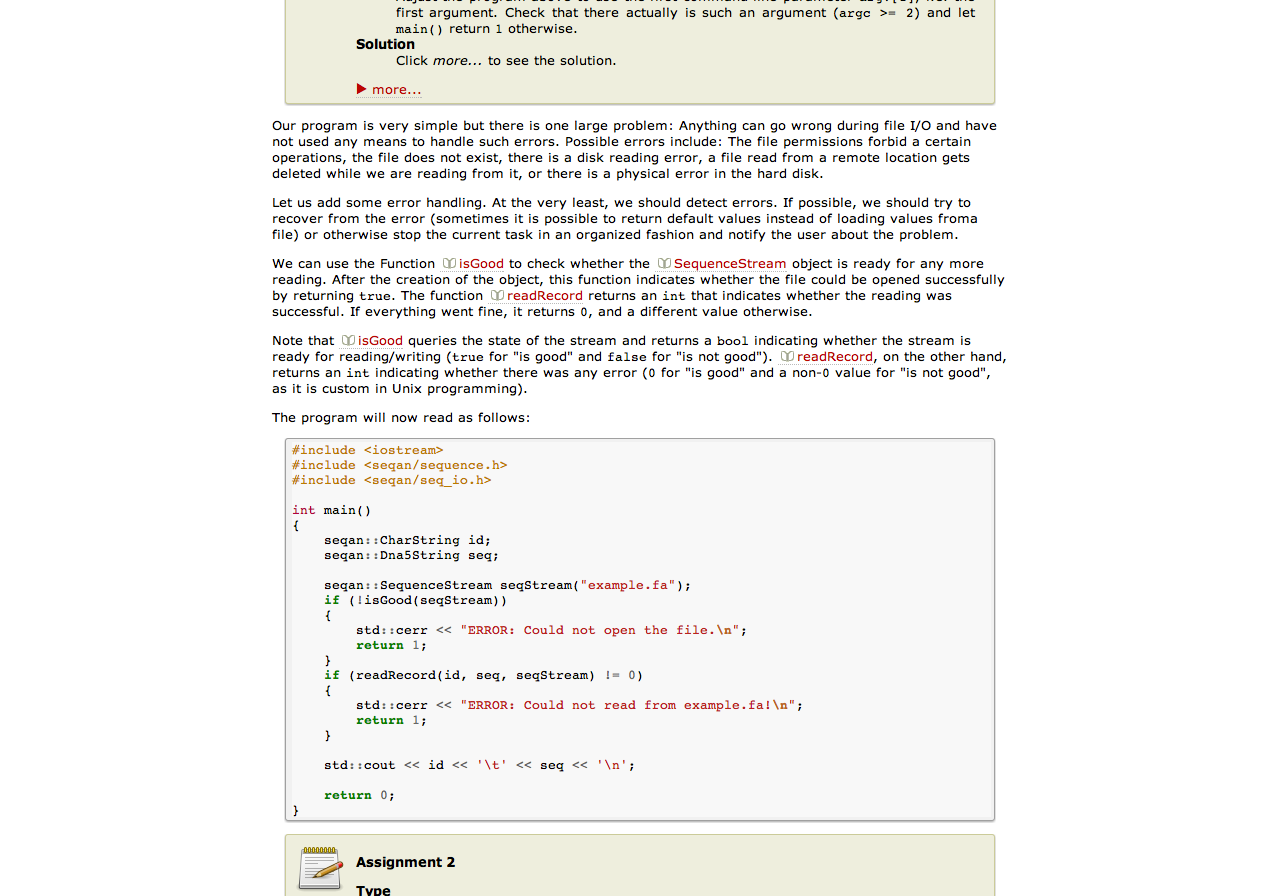 first argument. Check that there actually is such an argument (argc >= 2) and let
main() return 1 otherwise.
Solution
Click more... to see the solution.
▶ more...
Our program is very simple but there is one large problem: Anything can go wrong during file I/O and have
not used any means to handle such errors. Possible errors include: The file permissions forbid a certain
operations, the file does not exist, there is a disk reading error, a file read from a remote location gets
deleted while we are reading from it, or there is a physical error in the hard disk.
Let us add some error handling. At the very least, we should detect errors. If possible, we should try to
recover from the error (sometimes it is possible to return default values instead of loading values froma
file) or otherwise stop the current task in an organized fashion and notify the user about the problem.
We can use the Function isGood to check whether the SequenceStream object is ready for any more
reading. After the creation of the object, this function indicates whether the file could be opened successfully
by returning true. The function readRecord returns an int that indicates whether the reading was
successful. If everything went fine, it returns 0, and a different value otherwise.
Note that isGood queries the state of the stream and returns a bool indicating whether the stream is
ready for reading/writing (true for "is good" and false for "is not good"). readRecord, on the other hand,
returns an int indicating whether there was any error (0 for "is good" and a non-0 value for "is not good",
as it is custom in Unix programming).
The program will now read as follows:
#include <iostream>
#include <seqan/sequence.h>
#include <seqan/seq_io.h>
int main()
{
    seqan::CharString id;
    seqan::Dna5String seq;
    seqan::SequenceStream seqStream("example.fa");
    if (!isGood(seqStream))
    {
        std::cerr << "ERROR: Could not open the file.\n";
        return 1;
    }
    if (readRecord(id, seq, seqStream) != 0)
    {
        std::cerr << "ERROR: Could not read from example.fa!\n";
        return 1;
    }
    std::cout << id << '\t' << seq << '\n';
    return 0;
}
Assignment 2
Type